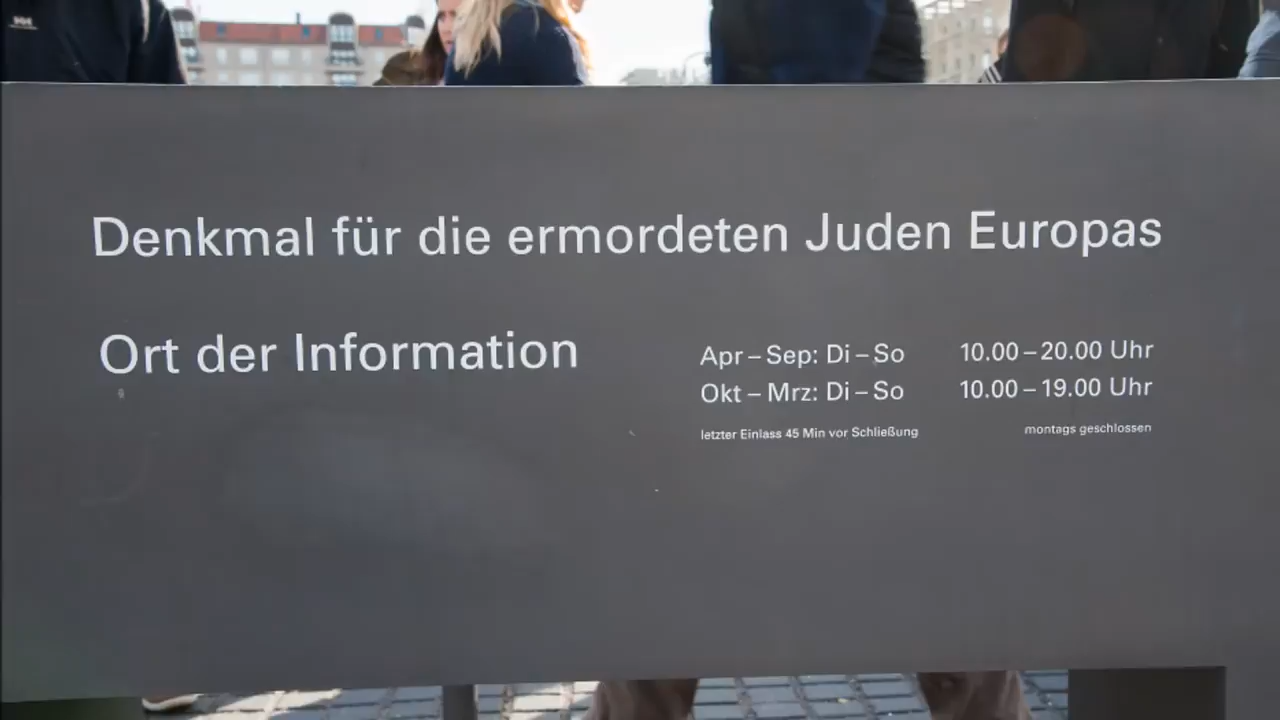 Denkmal für die ermordeten Juden Europas
Ort der Information
Apr – Sep: Di – So 10.00 – 20.00 Uhr
Okt – Mrz: Di – So 10.00 – 19.00 Uhr
letzter Einlass 45 Min vor Schließung montags geschlossen